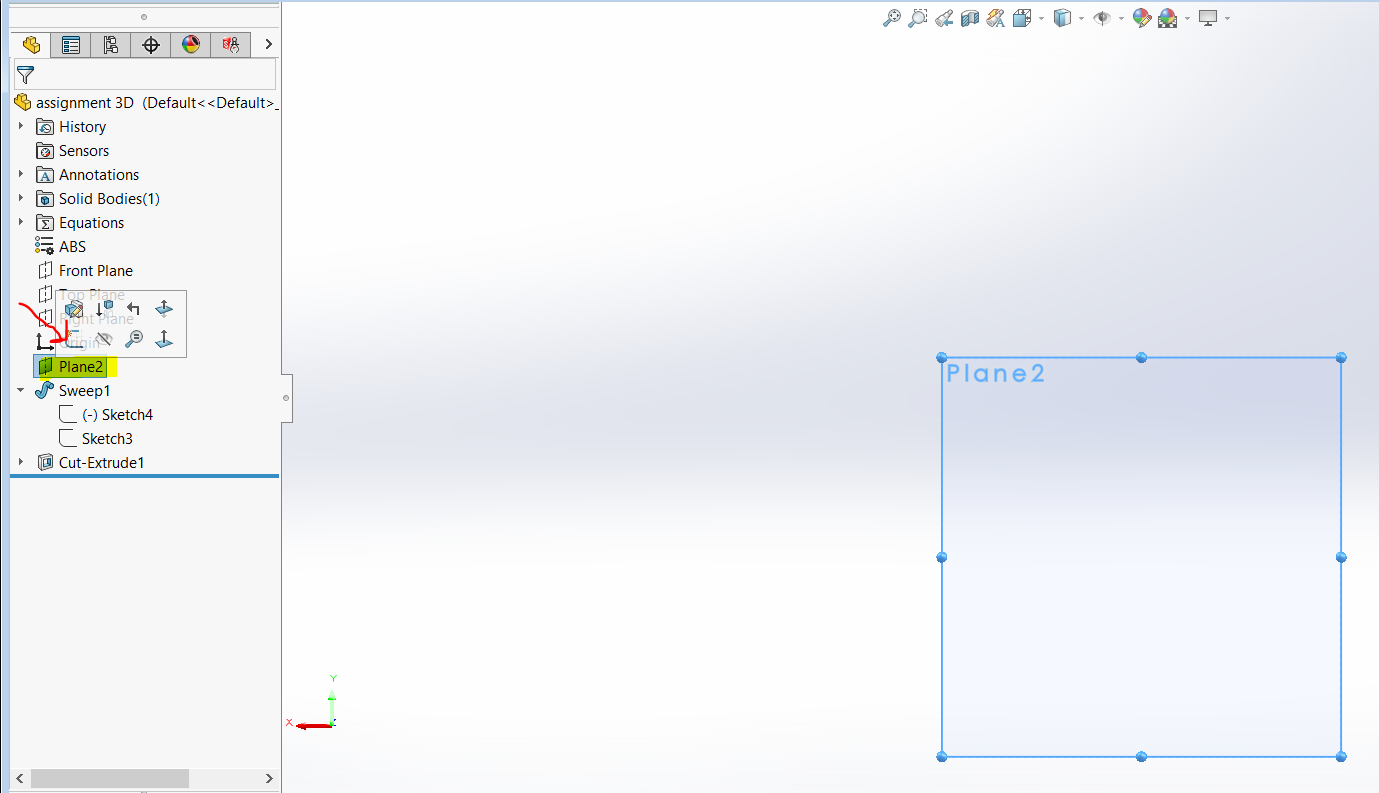 assignment 3D (Default<<Default>_
History
Sensors
A Annotations
Solid Bodies(1)
Equations
ABS
Front Plane
Top Plane
Right Plane
Origin
Plane2
Sweep1
(-) Sketch4
Sketch3
Cut-Extrude1
Plane2
Y
X